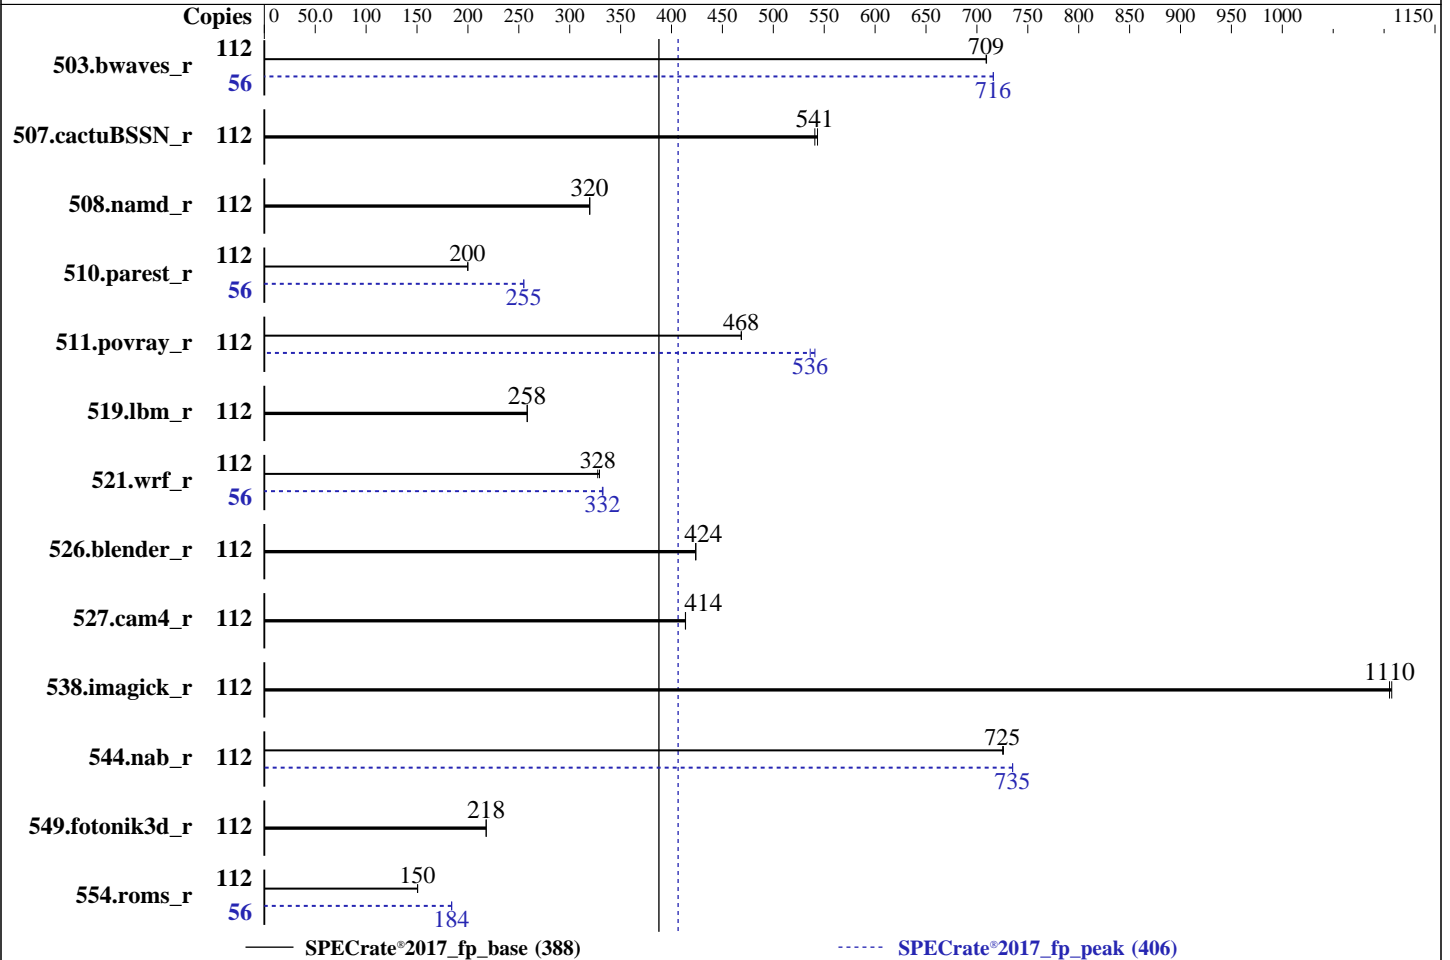 Copies 0 50.0 100 150 200 250 300 350 400 450 500 550 600 650 700 750 800 850 900 950 1000 1150
503.bwaves_r 112 709
56 716
507.cactuBSSN_r 112 541
508.namd_r 112 320
510.parest_r 112 200
56 255
511.povray_r 112 468
536
519.lbm_r 112 258
521.wrf_r 112 328
56 332
526.blender_r 112 424
527.cam4_r 112 414
538.imagick_r 112 1110
544.nab_r 112 725
735
549.fotonik3d_r 112 218
554.roms_r 112 150
56 184
SPECrate®2017_fp_base (388) SPECrate®2017_fp_peak (406)